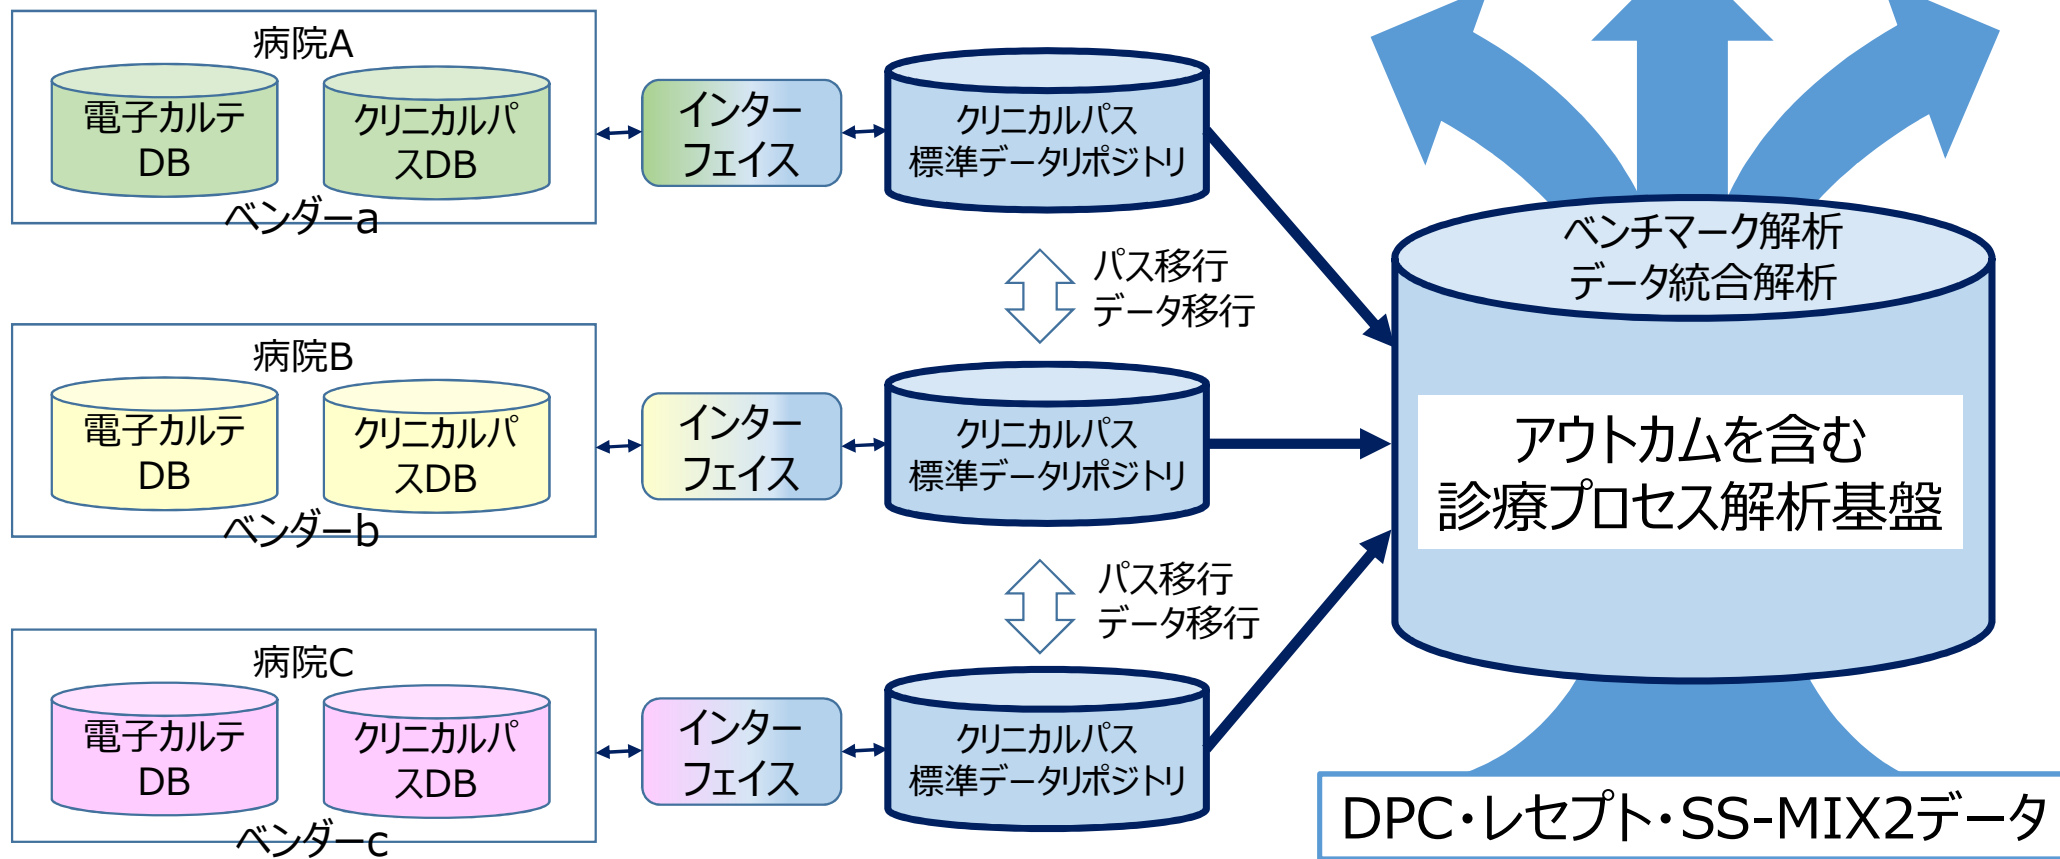 病院A
電子カルテ
DB
クリニカルパ
スDB
ベンダーa
インター
フェイス
クリニカルパス
標準データリポジトリ
パス移行
データ移行
病院B
電子カルテ
DB
クリニカルパ
スDB
ベンダーb
インター
フェイス
クリニカルパス
標準データリポジトリ
パス移行
データ移行
病院C
電子カルテ
DB
クリニカルパ
スDB
ベンダーc
インター
フェイス
クリニカルパス
標準データリポジトリ
ベンチマーク解析
データ統合解析
アウトカムを含む
診療プロセス解析基盤
DPC・レセプト・SS-MIX2データ